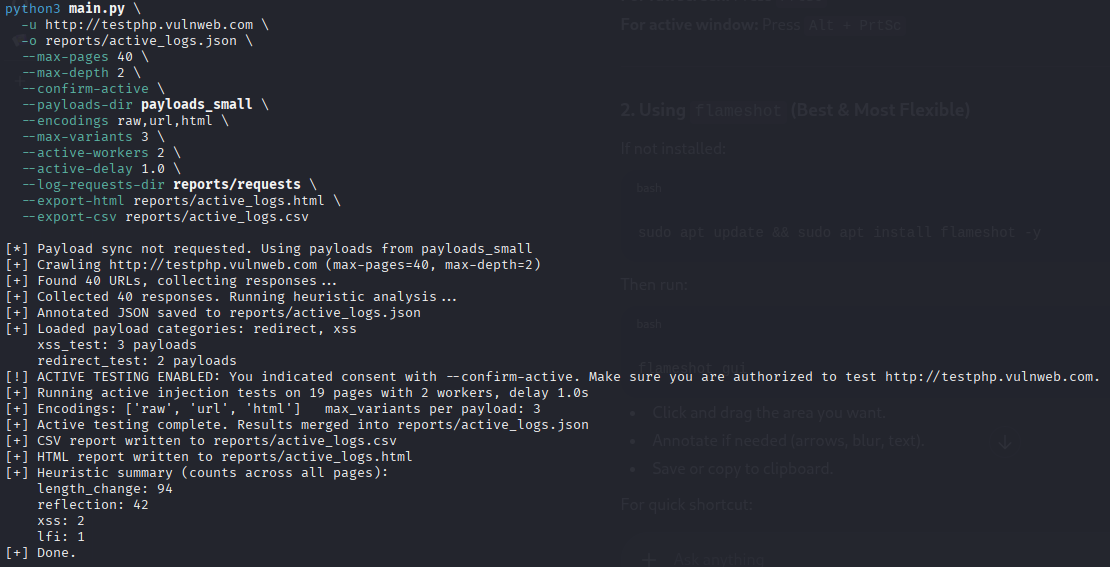 python3 main.py \
-u http://testphp.vulnweb.com \
-o reports/active_logs.json \
--max-pages 40 \
--max-depth 2 \
--confirm-active \
--payloads-dir payloads_small \
--encodings raw,url,html \
--max-variants 3 \
--active-workers 2 \
--active-delay 1.0 \
--log-requests-dir reports/requests \
--export-html reports/active_logs.html \
--export-csv reports/active_logs.csv
[*] Payload sync not requested. Using payloads from payloads_small
[+] Crawling http://testphp.vulnweb.com (max-pages=40, max-depth=2)
[+] Found 40 URLs, collecting responses...
[+] Collected 40 responses. Running heuristic analysis...
[+] Annotated JSON saved to reports/active_logs.json
[+] Loaded payload categories: redirect, xss
xss_test: 3 payloads
redirect_test: 2 payloads
[!] ACTIVE TESTING ENABLED: You indicated consent with --confirm-active. Make sure you are authorized to test http://testphp.vulnweb.com.
[+] Running active injection tests on 19 pages with 2 workers, delay 1.0s
[+] Encodings: ['raw', 'url', 'html']   max_variants per payload: 3
[+] Active testing complete. Results merged into reports/active_logs.json
[+] CSV report written to reports/active_logs.csv
[+] HTML report written to reports/active_logs.html
[+] Heuristic summary (counts across all pages):
length_change: 94
reflection: 42
xss: 2
lfi: 1
[+] Done.
For active window: Press Alt + PrtSc
2. Using flameshot (Best & Most Flexible)
If not installed:
bash
sudo apt update && sudo apt install flameshot -y
Then run:
bash
flameshot gui
• Click and drag the area you want.
• Annotate if needed (arrows, blur, text).
• Save or copy to clipboard.
For quick shortcut:
Ask anything